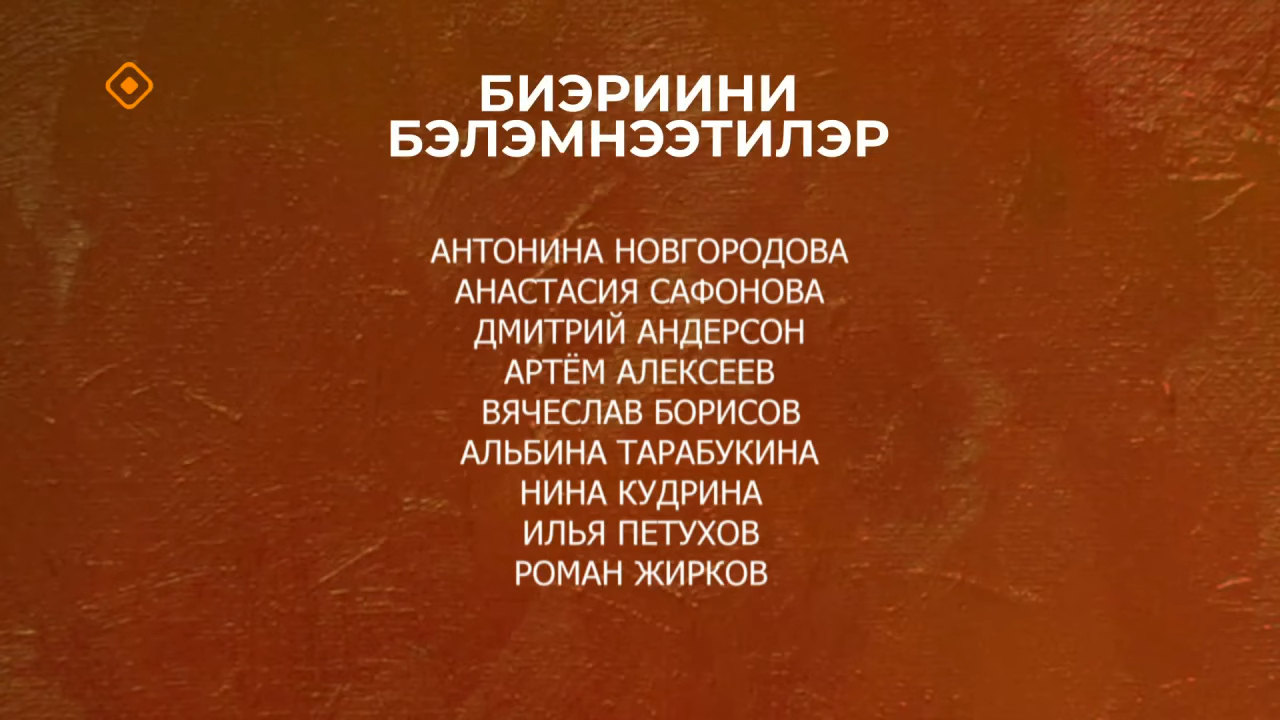 БИЭРИИНИ
БЭЛЭМНЭЭТИЛЭР
АНТОНИНА НОВГОРОДОВА
АНАСТАСИЯ САФОНОВА
ДМИТРИЙ АНДЕРСОН
АРТЁМ АЛЕКСЕЕВ
ВЯЧЕСЛАВ БОРИСОВ
АЛЬБИНА ТАРАБУКИНА
НИНА КУДРИНА
ИЛЬЯ ПЕТУХОВ
РОМАН ЖИРКОВ